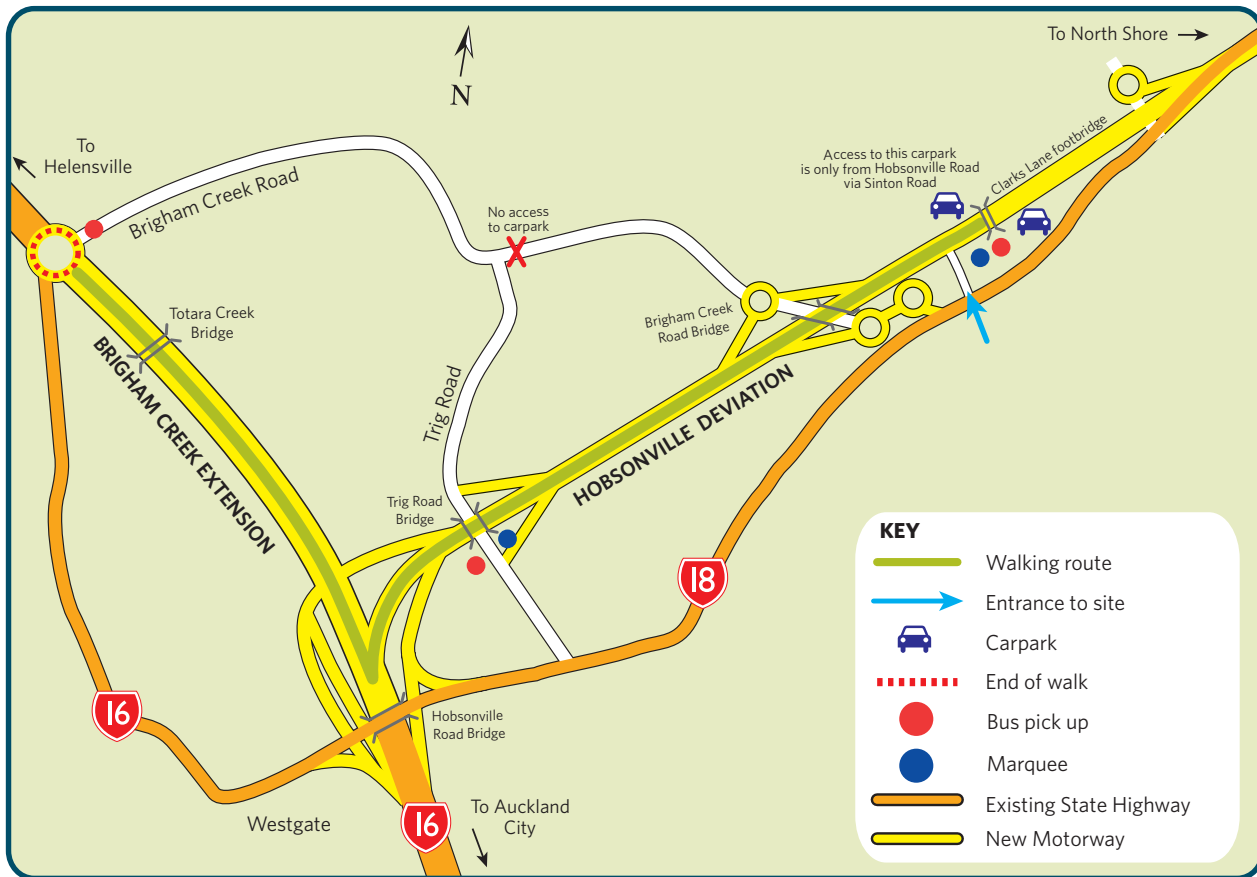 To North Shore
N
To
Helensville
Brigham Creek Road
No access
to carpark
Access to this carpark
is only from Hobsonville Road
via Sinton Road
Clarks Lane footbridge
Totara Creek
Bridge
Brigham Creek
Road Bridge
BRIGHAM CREEK EXTENSION
Trig Road
HOBSONVILLE DEVIATION
Trig Road
Bridge
18
16
Hobsonville
Road Bridge
Westgate
16
To Auckland
City
KEY
Walking route
Entrance to site
Carpark
End of walk
Bus pick up
Marquee
Existing State Highway
New Motorway